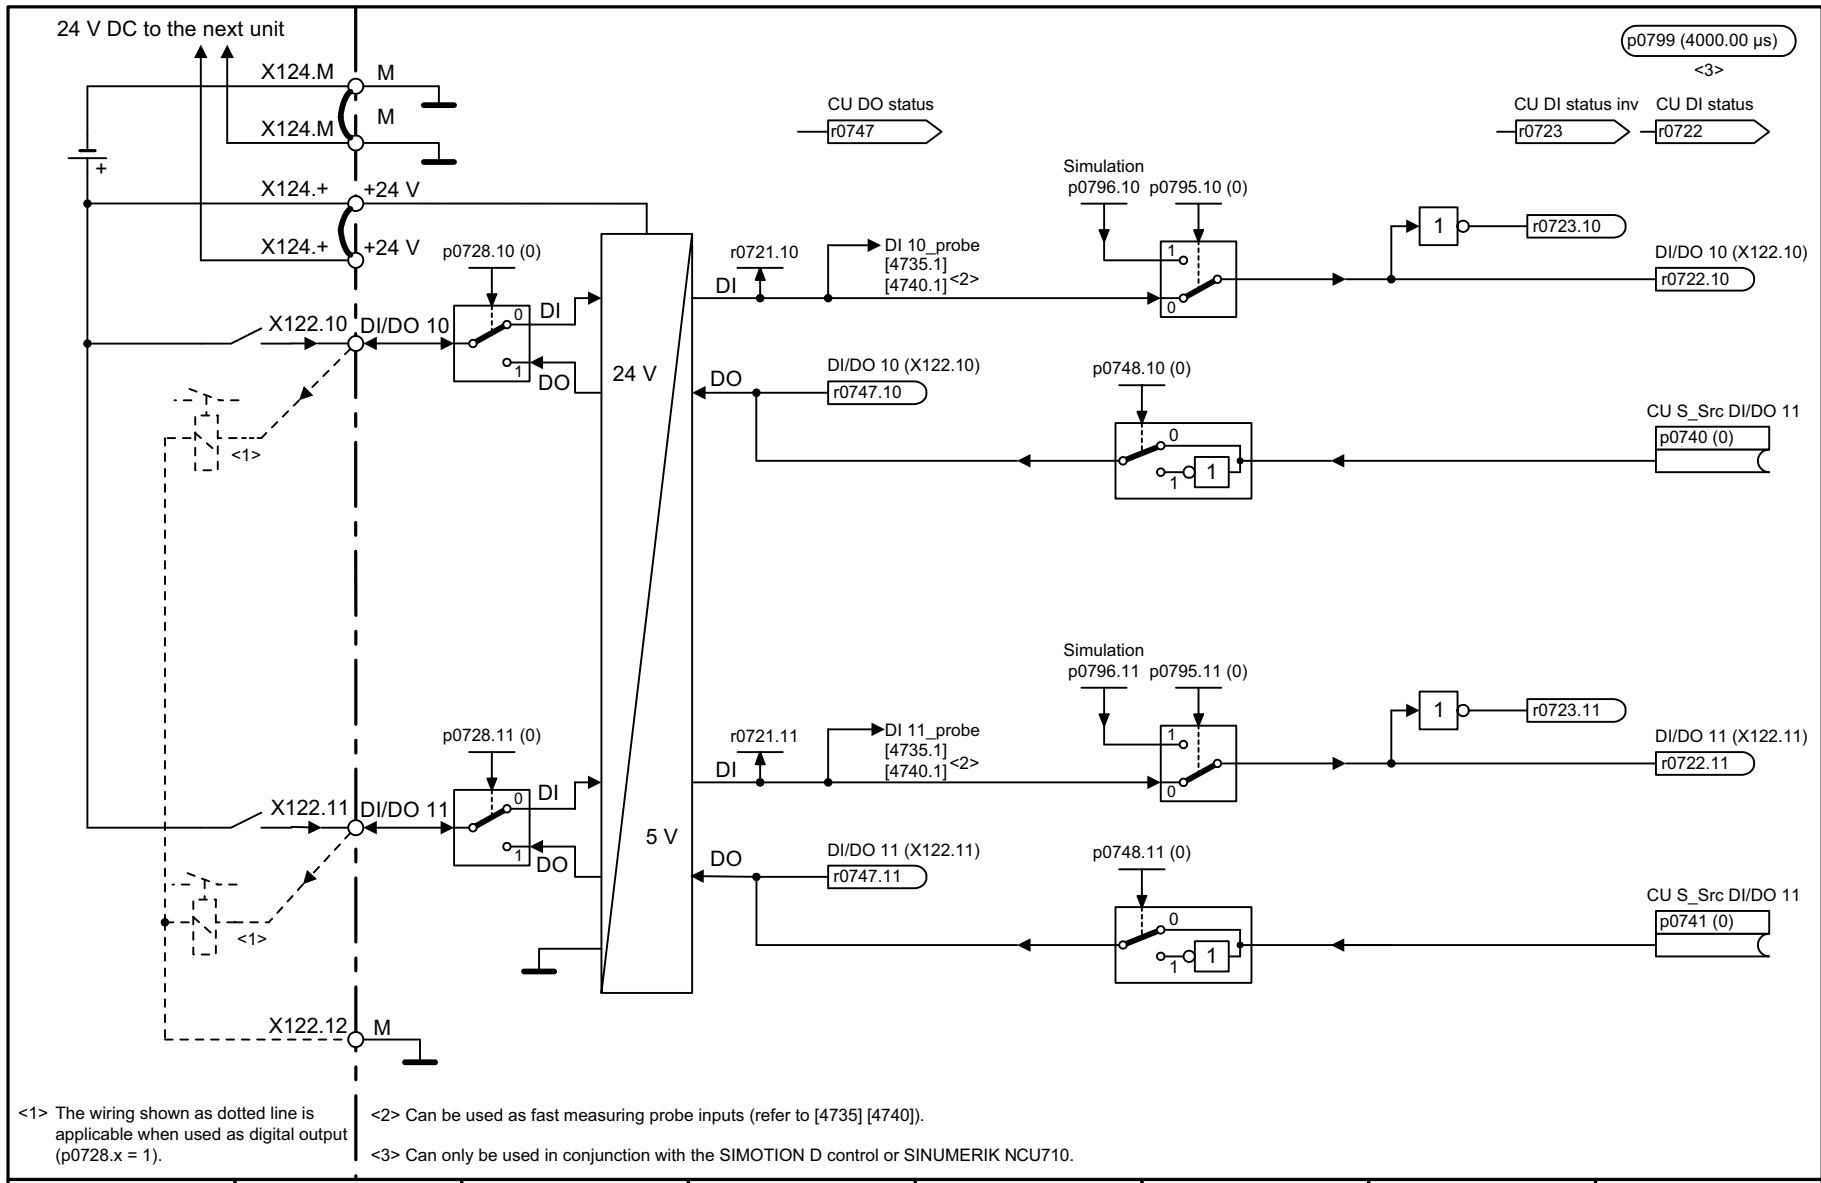 24 V DC to the next unit
p0799 (4000.00 µs)
<3>
X124.M
M
X124.M
M
CU DO status
r0747
CU DI status inv
r0723
CU DI status
r0722
+
X124.+
+24 V
X124.+
+24 V
Simulation
p0796.10
p0795.10 (0)
1
0
1
r0723.10
DI/DO 10 (X122.10)
r0722.10
p0728.10 (0)
r0721.10
DI
DI 10_probe
[4735.1]
[4740.1]
<2>
X122.10
DI/DO 10
0
DI
1
DO
24 V
DO
DI/DO 10 (X122.10)
r0747.10
p0748.10 (0)
0
1
1
CU S_Src DI/DO 11
p0740 (0)
<1>
Simulation
p0796.11
p0795.11 (0)
1
0
1
r0723.11
DI/DO 11 (X122.11)
r0722.11
p0728.11 (0)
r0721.11
DI
DI 11_probe
[4735.1]
[4740.1]
<2>
X122.11
DI/DO 11
0
DI
1
DO
5 V
DO
DI/DO 11 (X122.11)
r0747.11
p0748.11 (0)
0
1
1
CU S_Src DI/DO 11
p0741 (0)
<1>
X122.12
M
<1> The wiring shown as dotted line is
applicable when used as digital output
(p0728.x = 1).
<2> Can be used as fast measuring probe inputs (refer to [4735] [4740]).
<3> Can only be used in conjunction with the SIMOTION D control or SINUMERIK NCU710.